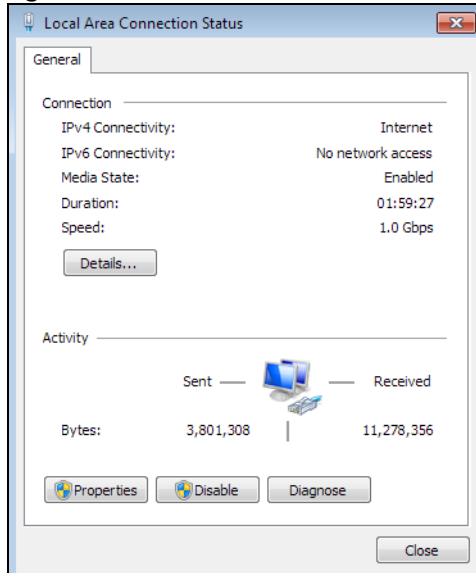 Local Area Connection Status
General
Connection
IPv4 Connectivity: Internet
IPv6 Connectivity: No network access
Media State: Enabled
Duration: 01:59:27
Speed: 1.0 Gbps
Details...
Activity
Sent Received
Bytes: 3,801,308 11,278,356
Properties Disable Diagnose
Close